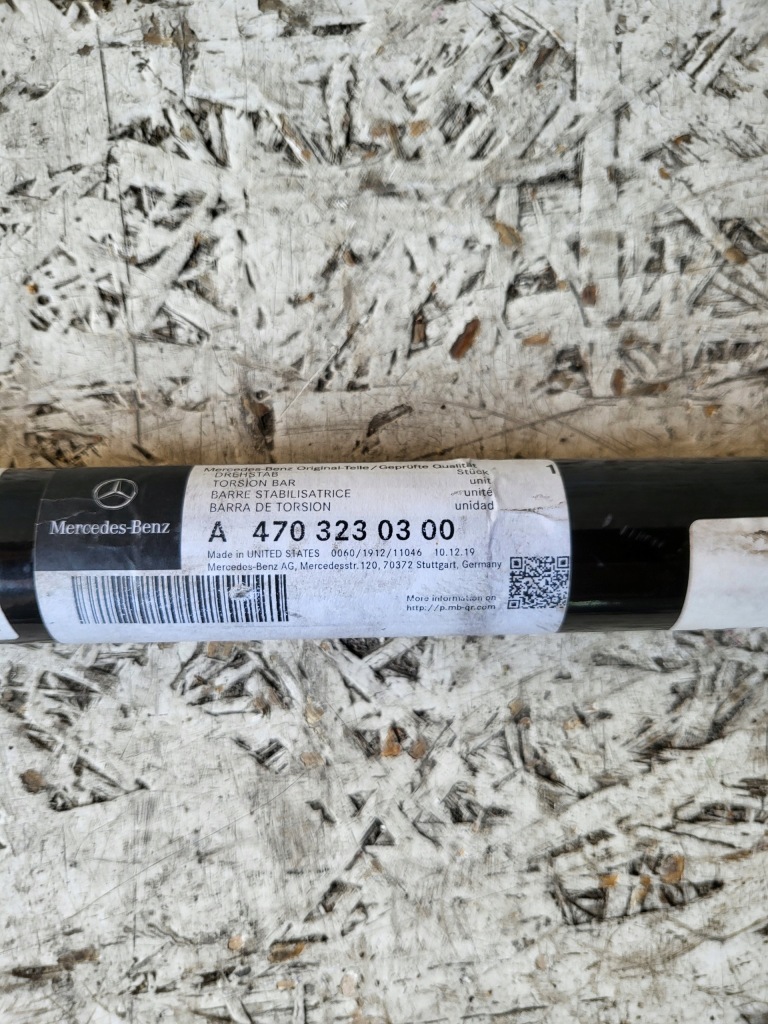 Mercedes-Benz
Mercedes-Benz Original-Teile/Geprüfte Qualität
1
DREHSTAB Stück
TORSION BAR unit
BARRE STABILISATRICE unité
BARRA DE TORSION unidad
A 470 323 03 00
Made in UNITED STATES 0060/1912/11046 10.12.19
Mercedes-Benz AG, Mercedesstr.120, 70372 Stuttgart, Germany
More information on
http://p.mb-qr.com